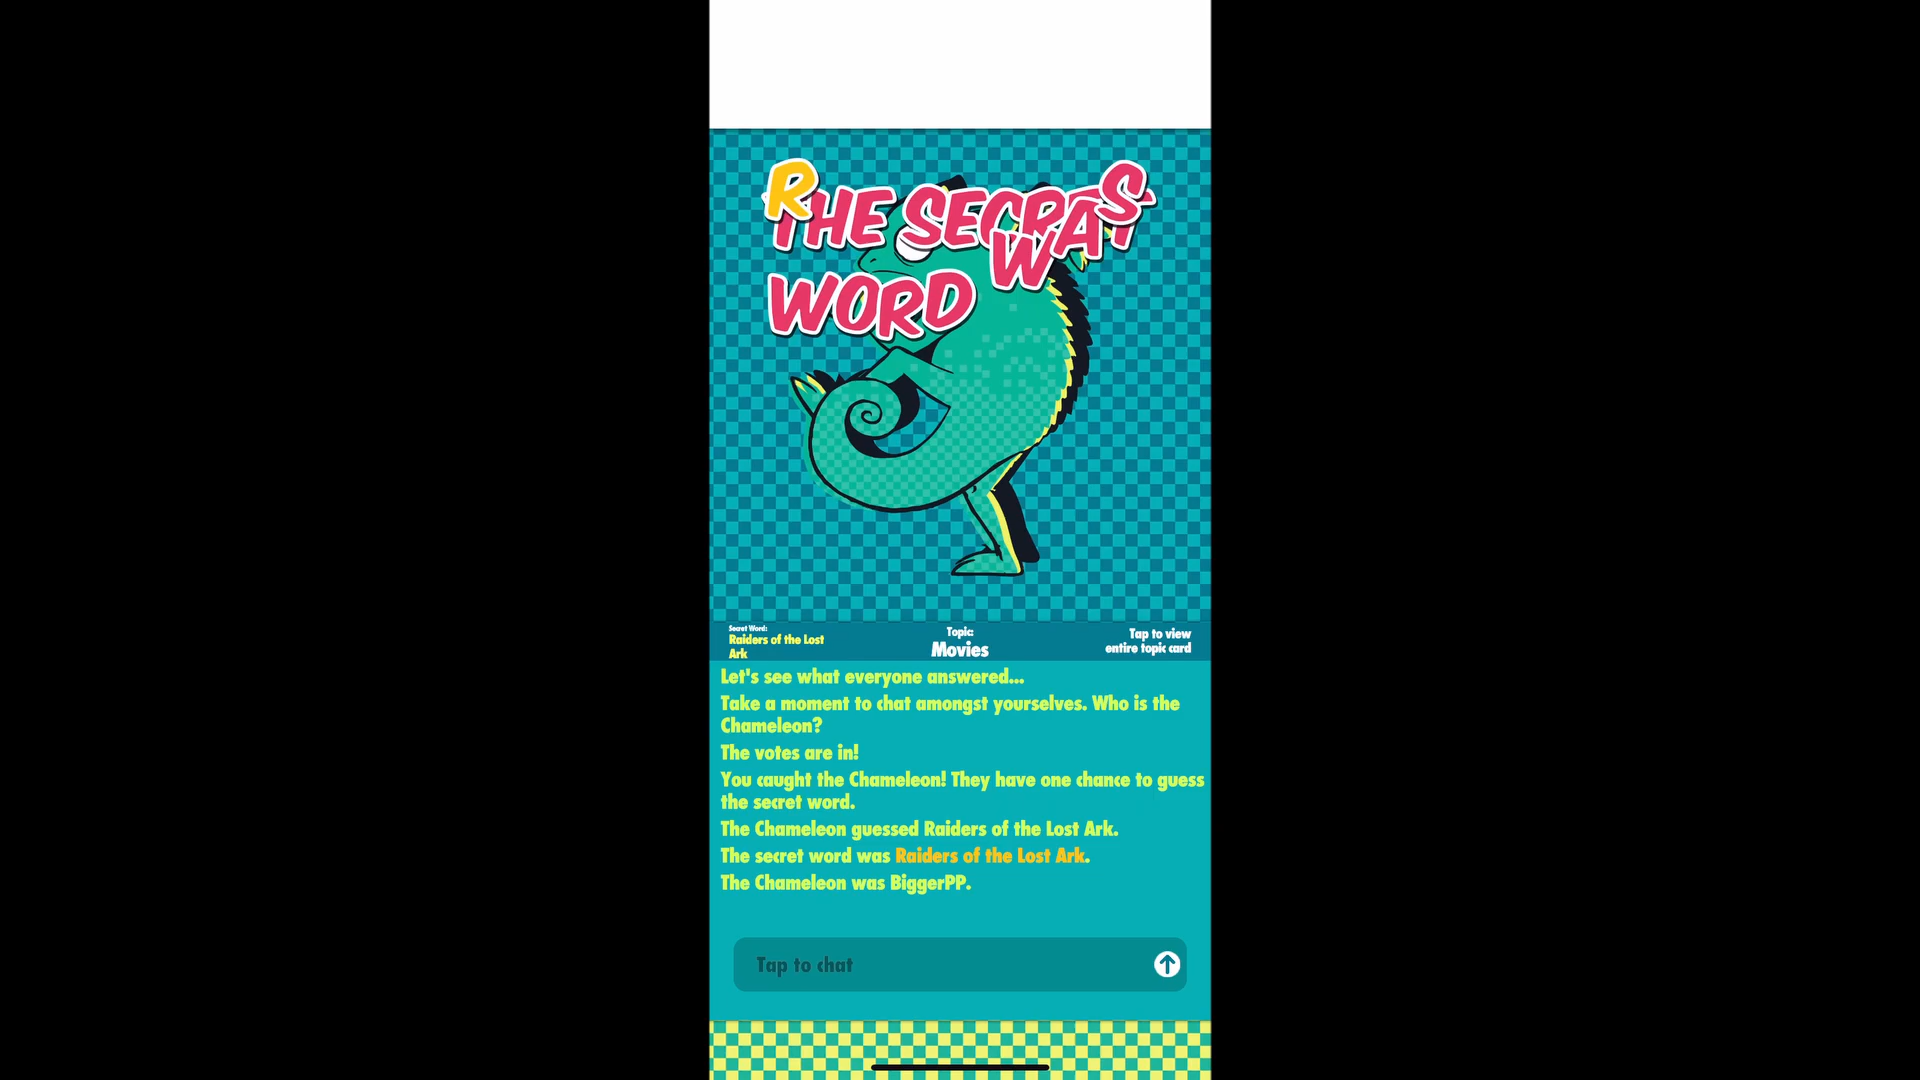 R
THE SECRET WAS
WORD
Secret Word:
Raiders of the Lost
Ark
Topic:
Movies
Tap to view
entire topic card
Let's see what everyone answered...
Take a moment to chat amongst yourselves. Who is the
Chameleon?
The votes are in!
You caught the Chameleon! They have one chance to guess
the secret word.
The Chameleon guessed Raiders of the Lost Ark.
The secret word was Raiders of the Lost Ark.
The Chameleon was BiggerPP.
Tap to chat